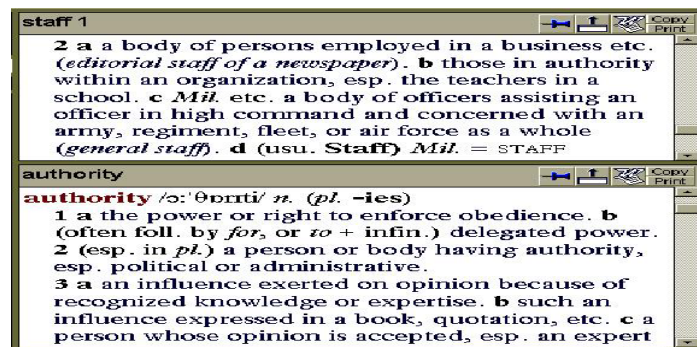 staff 1
Copy
Print
2 a a body of persons employed in a business etc.
(editorial staff of a newspaper). b those in authority
within an organization, esp. the teachers in a
school. c Mil. etc. a body of officers assisting an
officer in high command and concerned with an
army, regiment, fleet, or air force as a whole
(general staff). d (usu. Staff) Mil. = STAFF
authority
Copy
Print
authority /ɔːˈθɒrɪti/ n. (pl. -ies)
1 a the power or right to enforce obedience. b
(often foll. by for, or to + infin.) delegated power.
2 (esp. in pl.) a person or body having authority,
esp. political or administrative.
3 a an influence exerted on opinion because of
recognized knowledge or expertise. b such an
influence expressed in a book, quotation, etc. c a
person whose opinion is accepted, esp. an expert